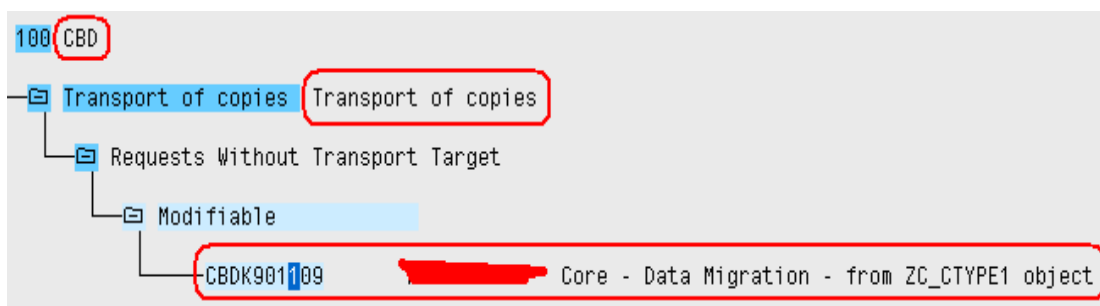 100 CBD
Transport of copies Transport of copies
Requests Without Transport Target
Modifiable
CBDK901109 Core - Data Migration - from ZC_CTYPE1 object